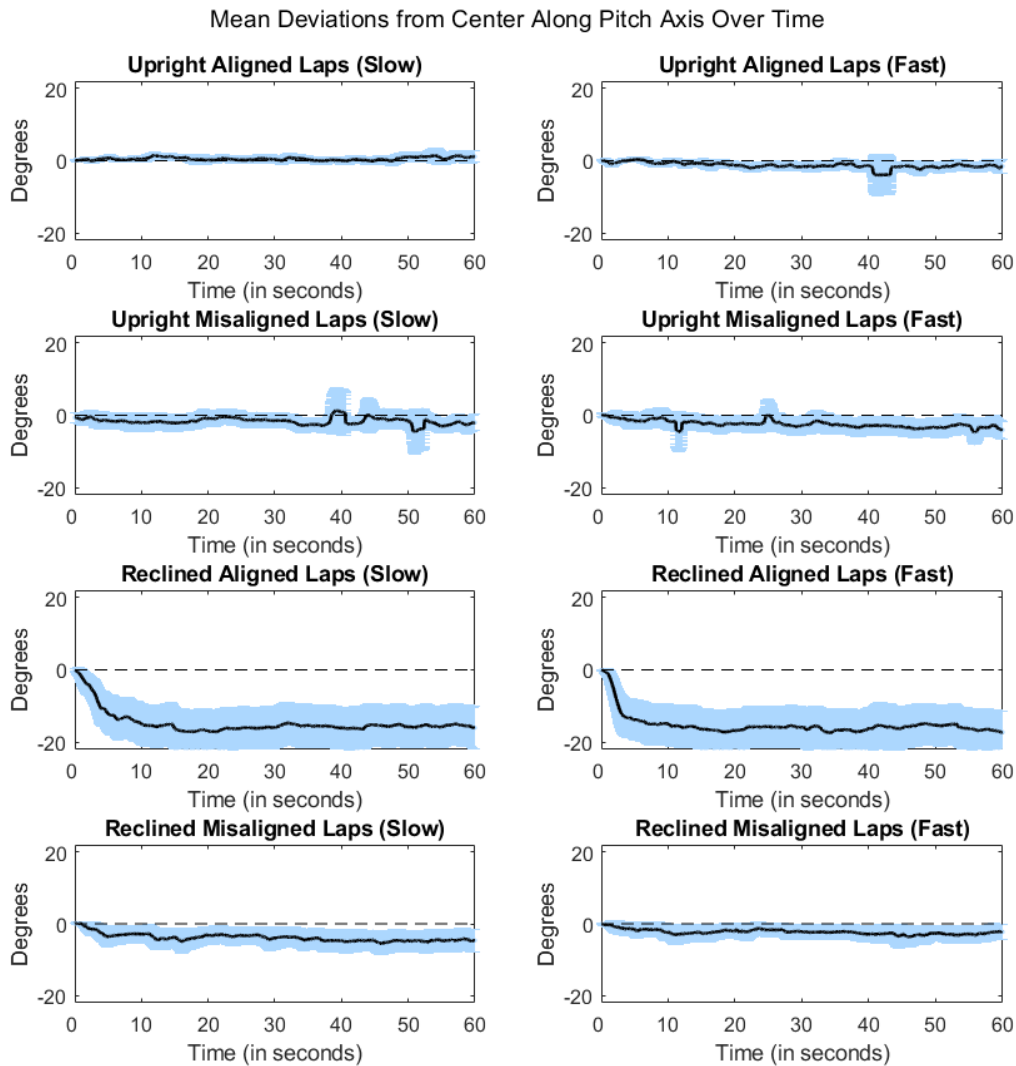 Mean Deviations from Center Along Pitch Axis Over Time
Upright Aligned Laps (Slow)
20
0
-20
Degrees
0 10 20 30 40 50 60
Time (in seconds)
Upright Aligned Laps (Fast)
20
0
-20
Degrees
0 10 20 30 40 50 60
Time (in seconds)
Upright Misaligned Laps (Slow)
20
0
-20
Degrees
0 10 20 30 40 50 60
Time (in seconds)
Upright Misaligned Laps (Fast)
20
0
-20
Degrees
0 10 20 30 40 50 60
Time (in seconds)
Reclined Aligned Laps (Slow)
20
0
-20
Degrees
0 10 20 30 40 50 60
Time (in seconds)
Reclined Aligned Laps (Fast)
20
0
-20
Degrees
0 10 20 30 40 50 60
Time (in seconds)
Reclined Misaligned Laps (Slow)
20
0
-20
Degrees
0 10 20 30 40 50 60
Time (in seconds)
Reclined Misaligned Laps (Fast)
20
0
-20
Degrees
0 10 20 30 40 50 60
Time (in seconds)